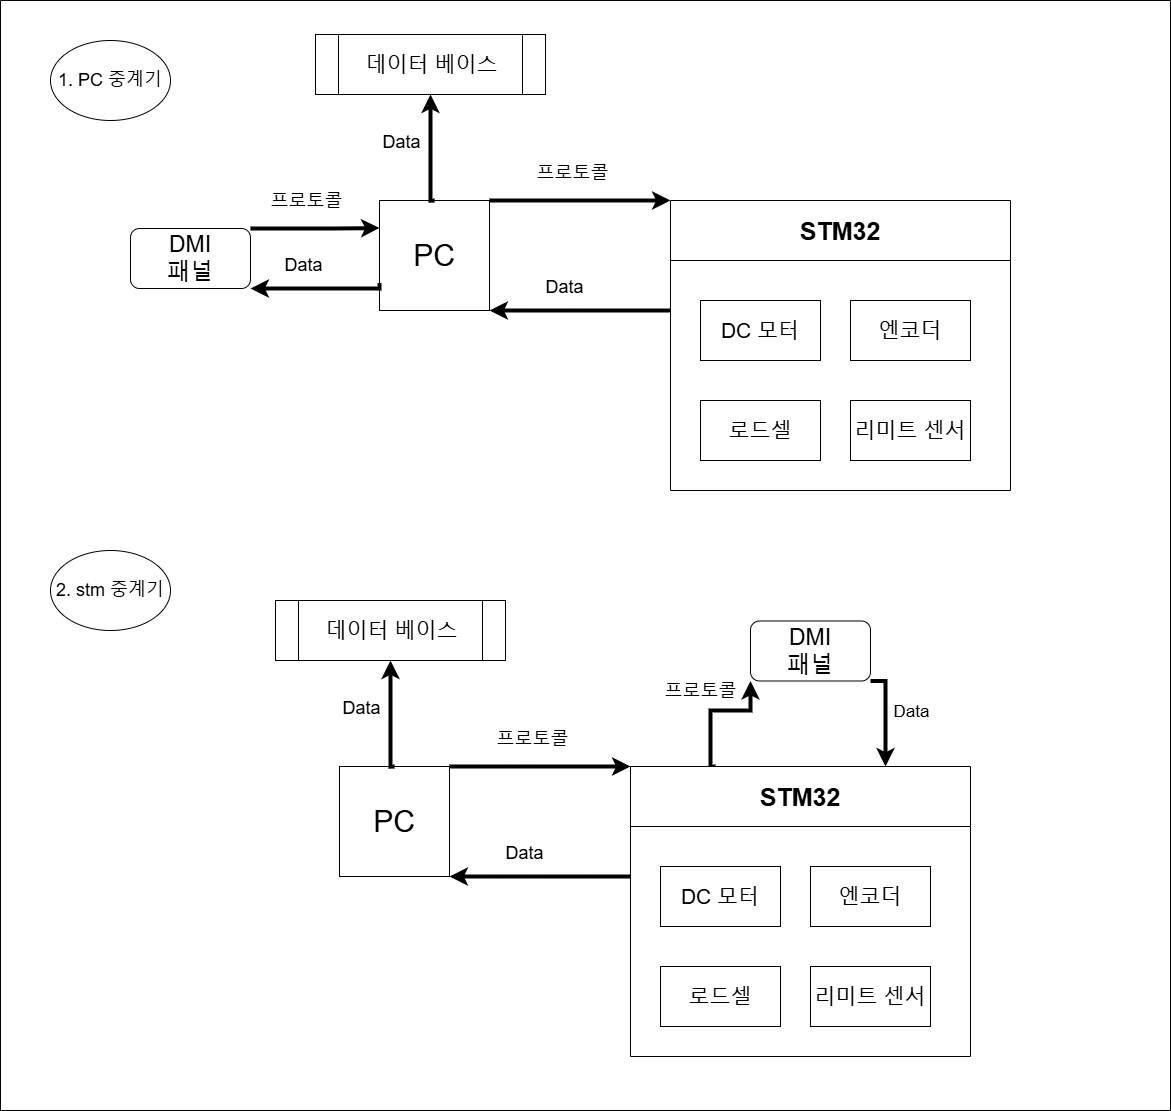 1. PC 중계기
데이터 베이스
Data
프로토콜
프로토콜
DMI
패널
Data
PC
Data
STM32
DC 모터
엔코더
로드셀
리미트 센서
2. stm 중계기
데이터 베이스
DMI
패널
프로토콜
Data
Data
프로토콜
PC
Data
STM32
DC 모터
엔코더
로드셀
리미트 센서